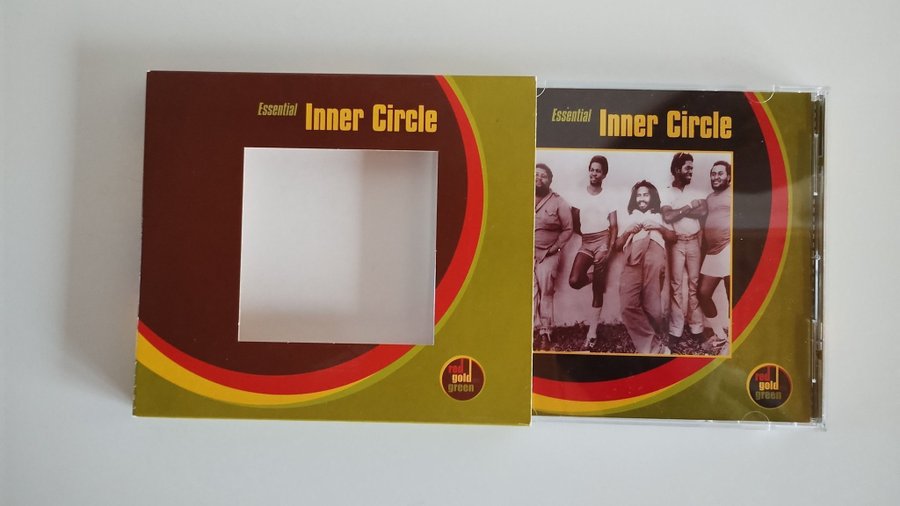 Essential Inner Circle
red
gold
green
Essential Inner Circle
red
gold
green